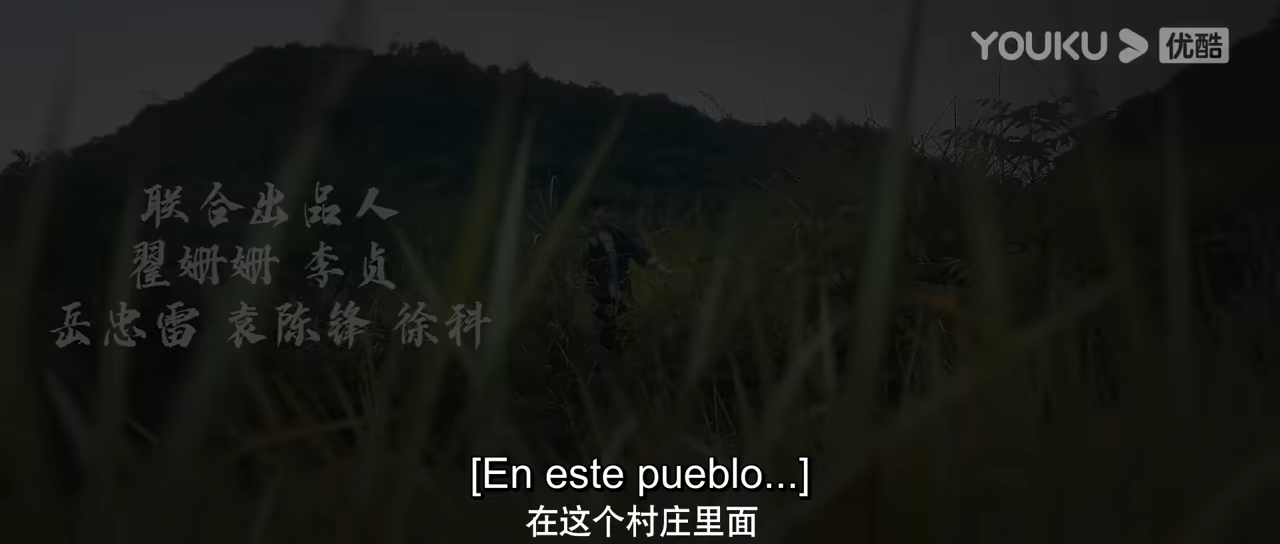 YOUKU 优酷
联合出品人
翟姗姗 李贞
岳忠雷 袁陈锋 徐科
[En este pueblo...]
在这个村庄里面